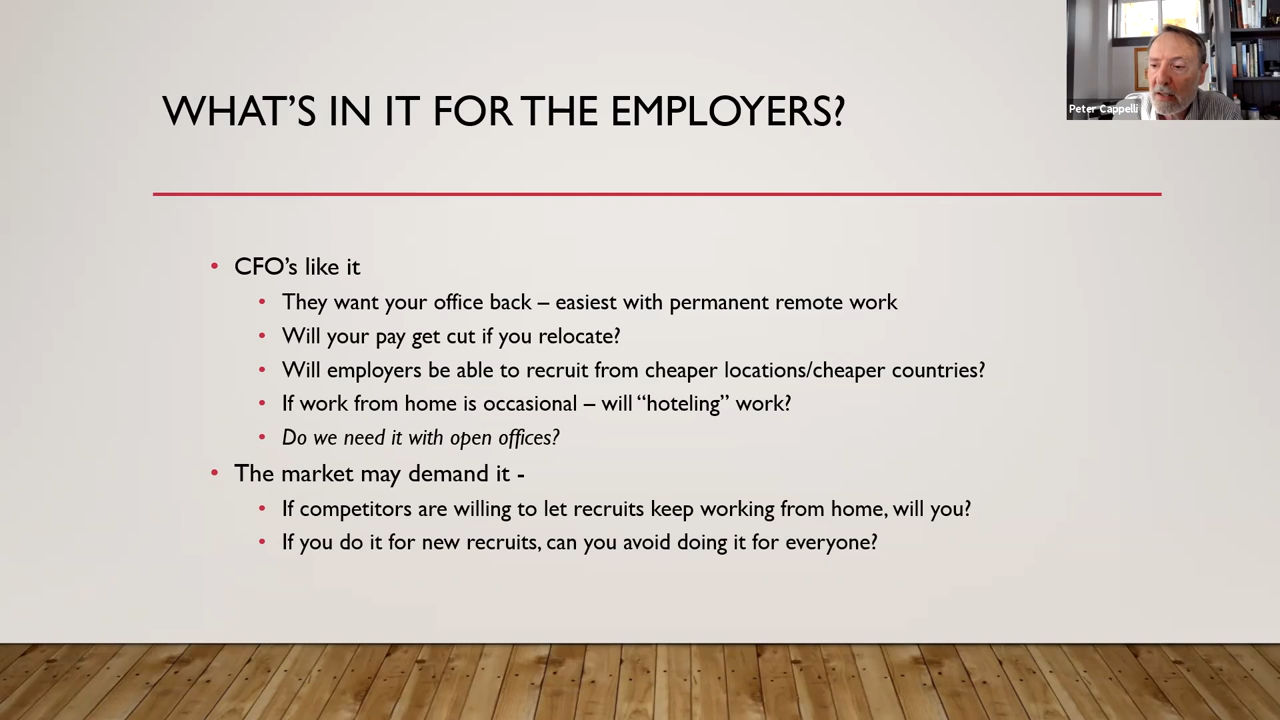 WHAT'S IN IT FOR THE EMPLOYERS?
Peter Cappelli
• CFO's like it
• They want your office back – easiest with permanent remote work
• Will your pay get cut if you relocate?
• Will employers be able to recruit from cheaper locations/cheaper countries?
• If work from home is occasional – will “hoteling” work?
• Do we need it with open offices?
• The market may demand it -
• If competitors are willing to let recruits keep working from home, will you?
• If you do it for new recruits, can you avoid doing it for everyone?